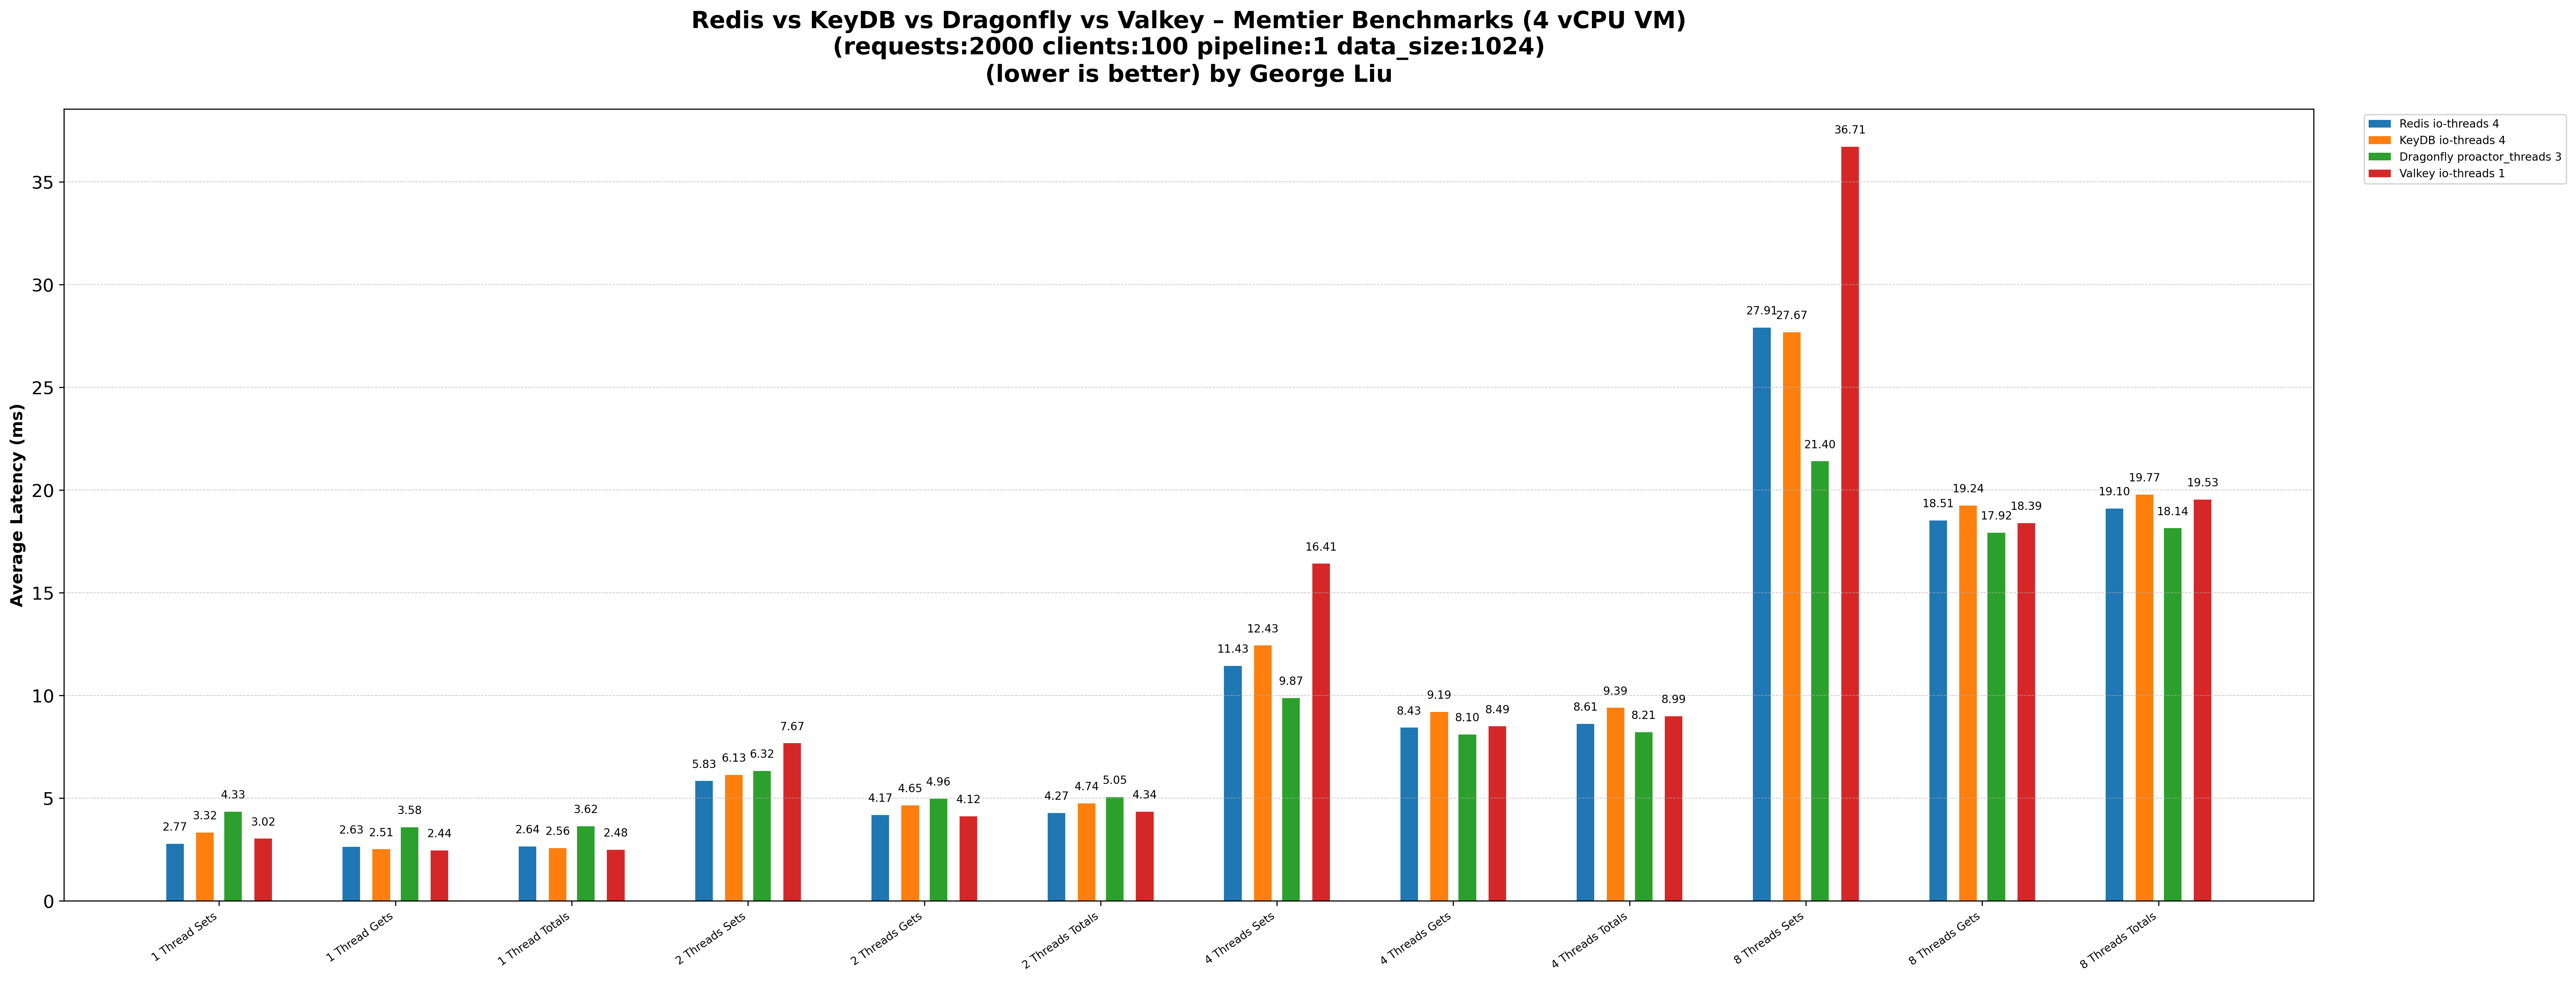 Redis vs KeyDB vs Dragonfly vs Valkey – Memtier Benchmarks (4 vCPU VM)
(requests:2000 clients:100 pipeline:1 data_size:1024)
(lower is better) by George Liu
Redis io-threads 4
KeyDB io-threads 4
Dragonfly proactor_threads 3
Valkey io-threads 1
Average Latency (ms)
35
30
25
20
15
10
5
0
2.77
3.32
4.33
3.02
2.63
2.51
3.58
2.44
2.64
2.56
3.62
2.48
5.83
6.13
6.32
7.67
4.17
4.65
4.96
4.12
4.27
4.74
5.05
4.34
11.43
12.43
9.87
16.41
8.43
9.19
8.10
8.49
8.61
9.39
8.21
8.99
27.91
27.67
21.40
36.71
18.51
19.24
17.92
18.39
19.10
19.77
18.14
19.53
1 Thread Sets
1 Thread Gets
1 Thread Totals
2 Threads Sets
2 Threads Gets
2 Threads Totals
4 Threads Sets
4 Threads Gets
4 Threads Totals
8 Threads Sets
8 Threads Gets
8 Threads Totals